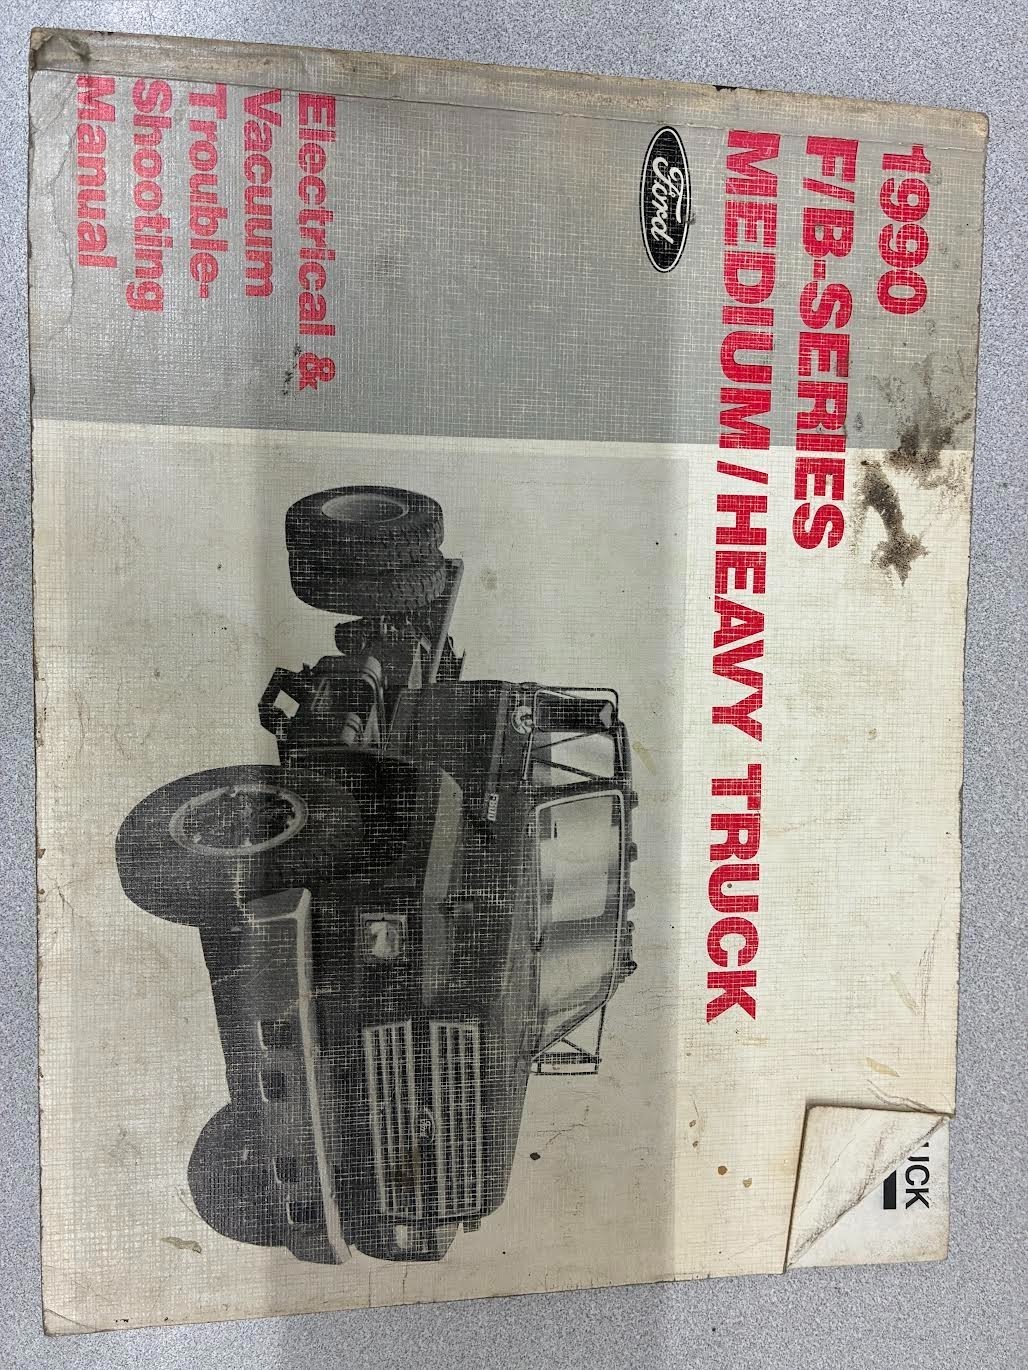 1990
F/B-SERIES
MEDIUM/HEAVY TRUCK
Ford
Electrical &
Vacuum
Trouble-
Shooting
Manual